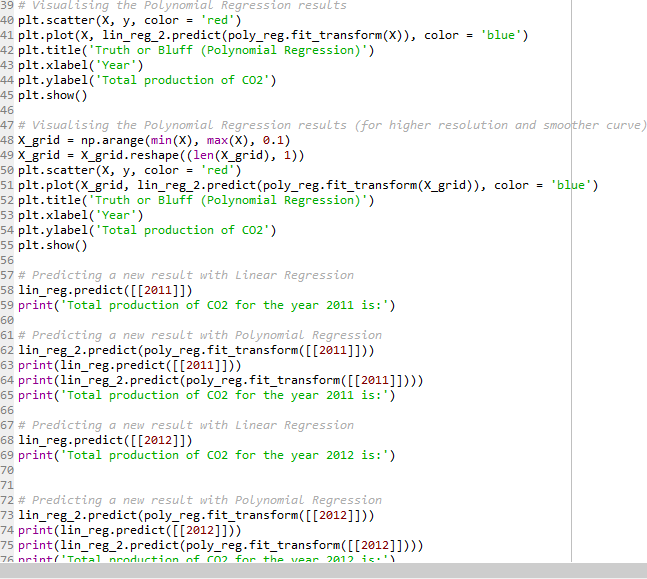 39 # Visualising the Polynomial Regression results
40 plt.scatter(X, y, color = 'red')
41 plt.plot(X, lin_reg_2.predict(poly_reg.fit_transform(X)), color = 'blue')
42 plt.title('Truth or Bluff (Polynomial Regression)')
43 plt.xlabel('Year')
44 plt.ylabel('Total production of CO2')
45 plt.show()
46
47 # Visualising the Polynomial Regression results (for higher resolution and smoother curve)
48 X_grid = np.arange(min(X), max(X), 0.1)
49 X_grid = X_grid.reshape((len(X_grid), 1))
50 plt.scatter(X, y, color = 'red')
51 plt.plot(X_grid, lin_reg_2.predict(poly_reg.fit_transform(X_grid)), color = 'blue')
52 plt.title('Truth or Bluff (Polynomial Regression)')
53 plt.xlabel('Year')
54 plt.ylabel('Total production of CO2')
55 plt.show()
56
57 # Predicting a new result with Linear Regression
58 lin_reg.predict([[2011]])
59 print('Total production of CO2 for the year 2011 is:')
60
61 # Predicting a new result with Polynomial Regression
62 lin_reg_2.predict(poly_reg.fit_transform([[2011]]))
63 print(lin_reg.predict([[2011]]))
64 print(lin_reg_2.predict(poly_reg.fit_transform([[2011]])))
65 print('Total production of CO2 for the year 2011 is:')
66
67 # Predicting a new result with Linear Regression
68 lin_reg.predict([[2012]])
69 print('Total production of CO2 for the year 2012 is:')
70
71
72 # Predicting a new result with Polynomial Regression
73 lin_reg_2.predict(poly_reg.fit_transform([[2012]]))
74 print(lin_reg.predict([[2012]]))
75 print(lin_reg_2.predict(poly_reg.fit_transform([[2012]])))
76 print('Total production of CO2 for the year 2012 is:')